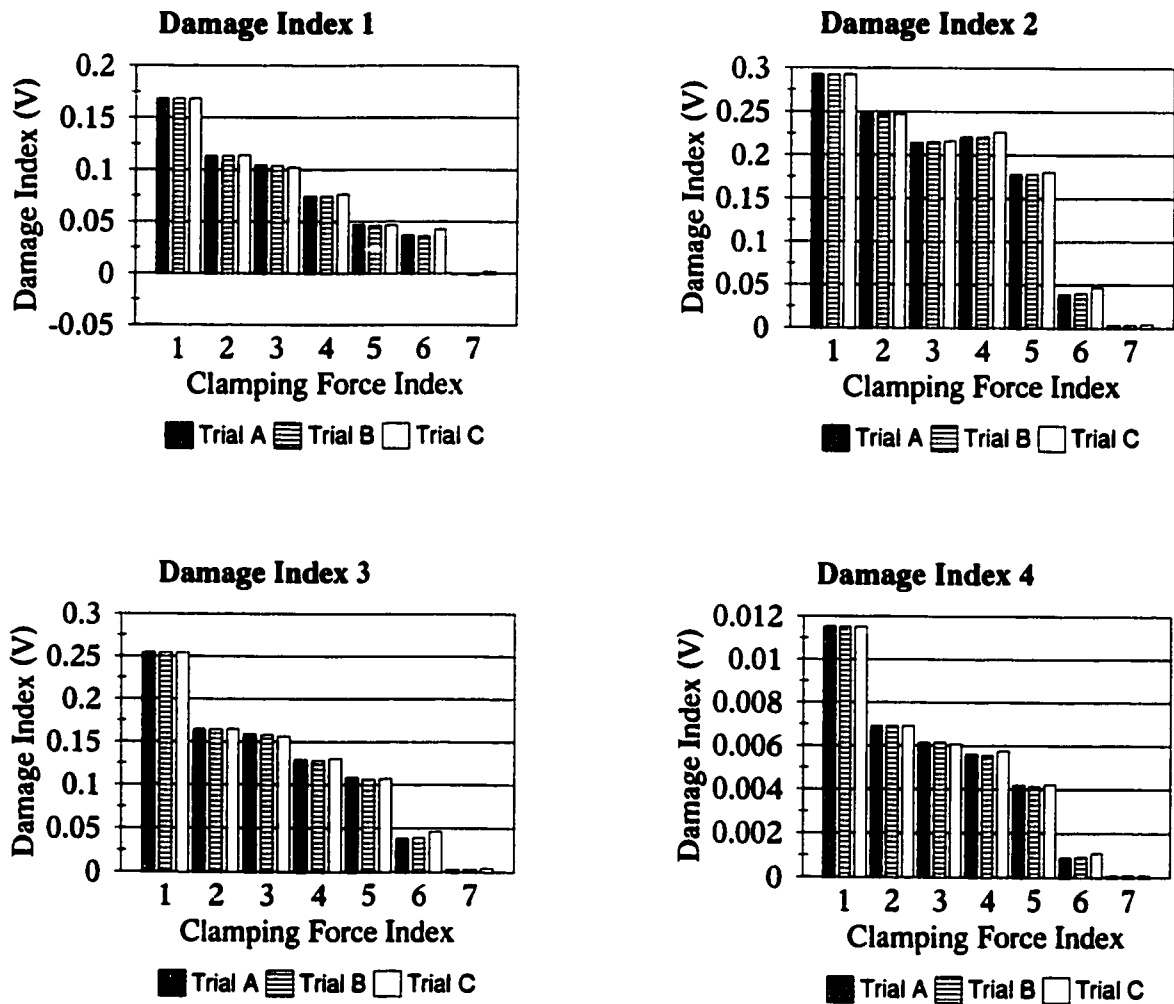 Damage Index 1
Damage Index (V)
0.2
0.15
0.1
0.05
0
-0.05
1 2 3 4 5 6 7
Clamping Force Index
Trial A Trial B Trial C
Damage Index 2
Damage Index (V)
0.3
0.25
0.2
0.15
0.1
0.05
0
1 2 3 4 5 6 7
Clamping Force Index
Trial A Trial B Trial C
Damage Index 3
Damage Index (V)
0.3
0.25
0.2
0.15
0.1
0.05
0
1 2 3 4 5 6 7
Clamping Force Index
Trial A Trial B Trial C
Damage Index 4
Damage Index (V)
0.012
0.01
0.008
0.006
0.004
0.002
0
1 2 3 4 5 6 7
Clamping Force Index
Trial A Trial B Trial C